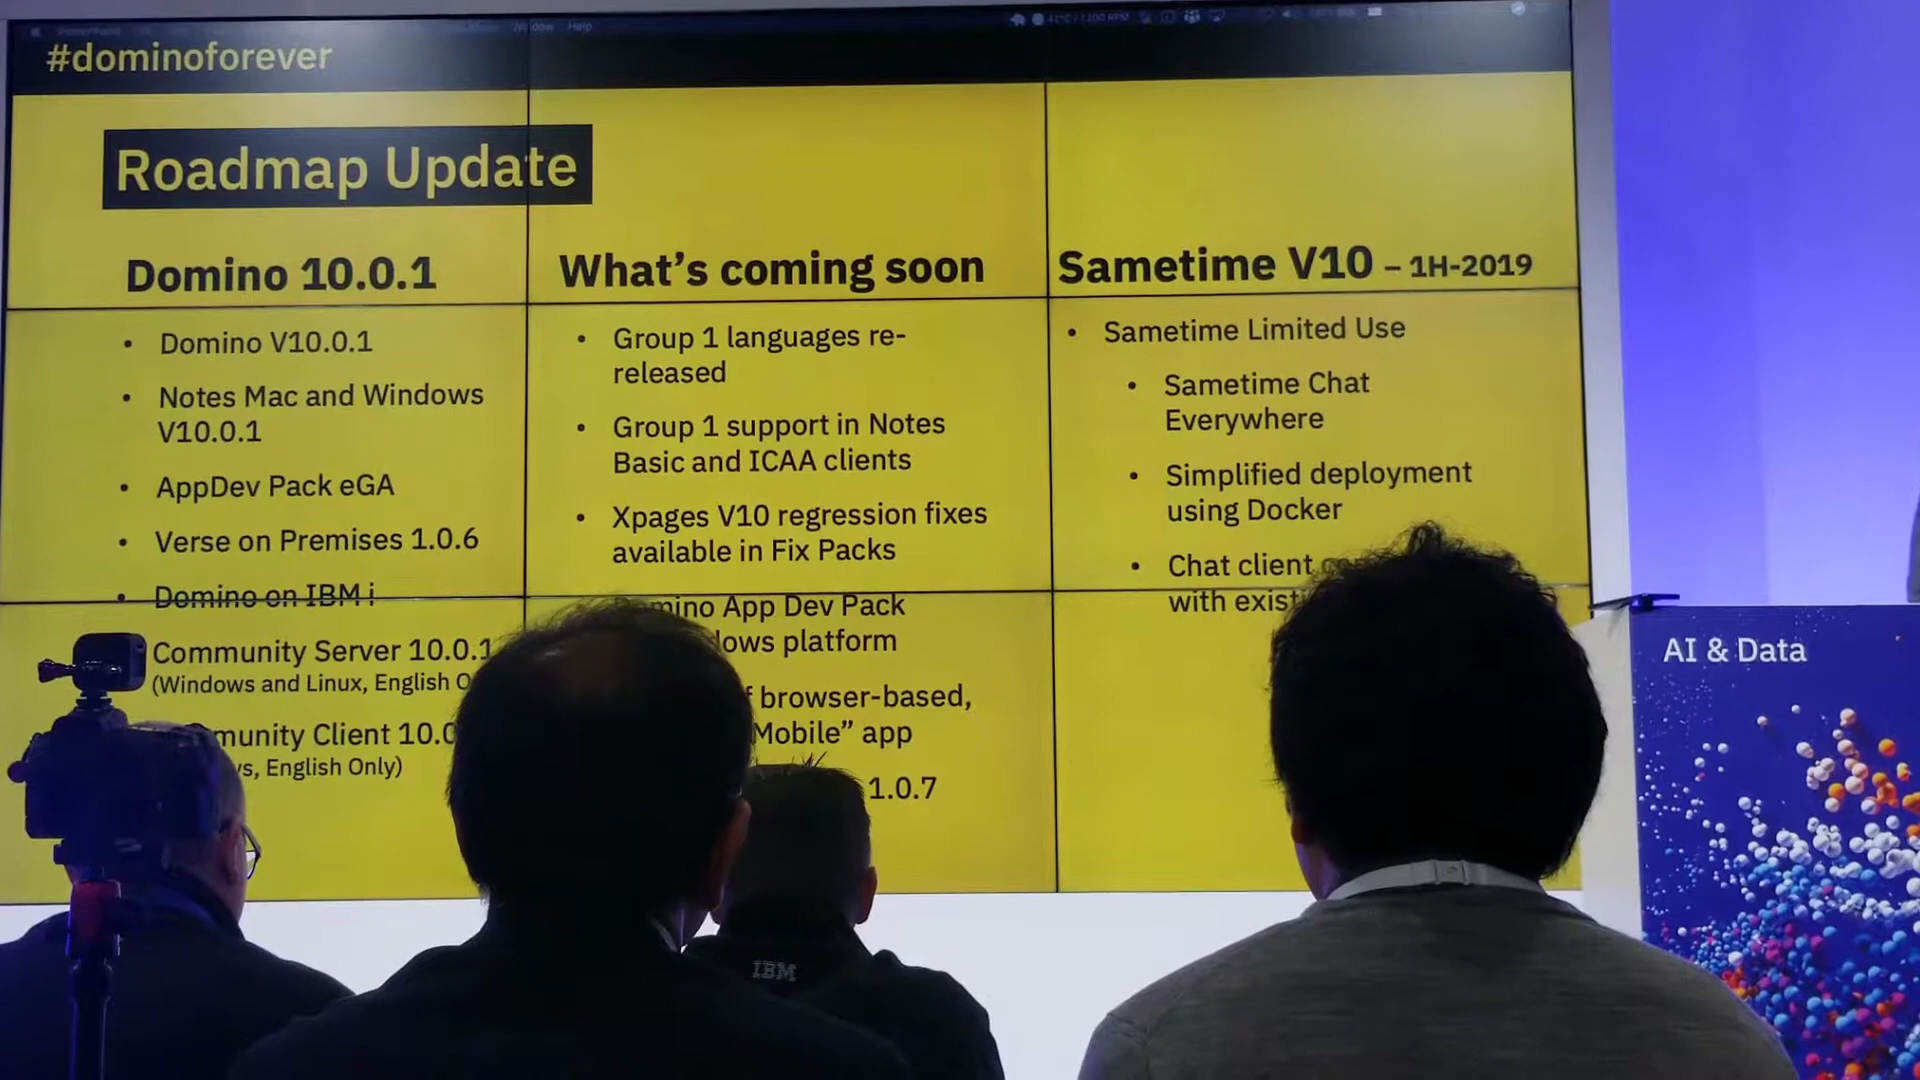 Window Help
#dominoforever
Roadmap Update
Domino 10.0.1
• Domino V10.0.1
• Notes Mac and Windows
V10.0.1
• AppDev Pack eGA
• Verse on Premises 1.0.6
• Domino on IBM i
Community Server 10.0.1
(Windows and Linux, English O
munity Client 10.0
s, English Only)
What's coming soon
• Group 1 languages re-
released
• Group 1 support in Notes
Basic and ICAA clients
• Xpages V10 regression fixes
available in Fix Packs
mino App Dev Pack
dows platform
f browser-based,
Mobile” app
1.0.7
Sametime V10 – 1H-2019
• Sametime Limited Use
• Sametime Chat
Everywhere
• Simplified deployment
using Docker
• Chat client
with exist
AI & Data
IBM